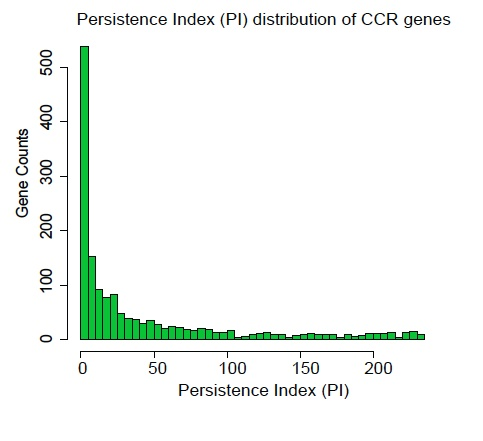 Persistence Index (PI) distribution of CCR genes
Gene Counts
500
400
300
200
100
0
0 50 100 150 200
Persistence Index (PI)